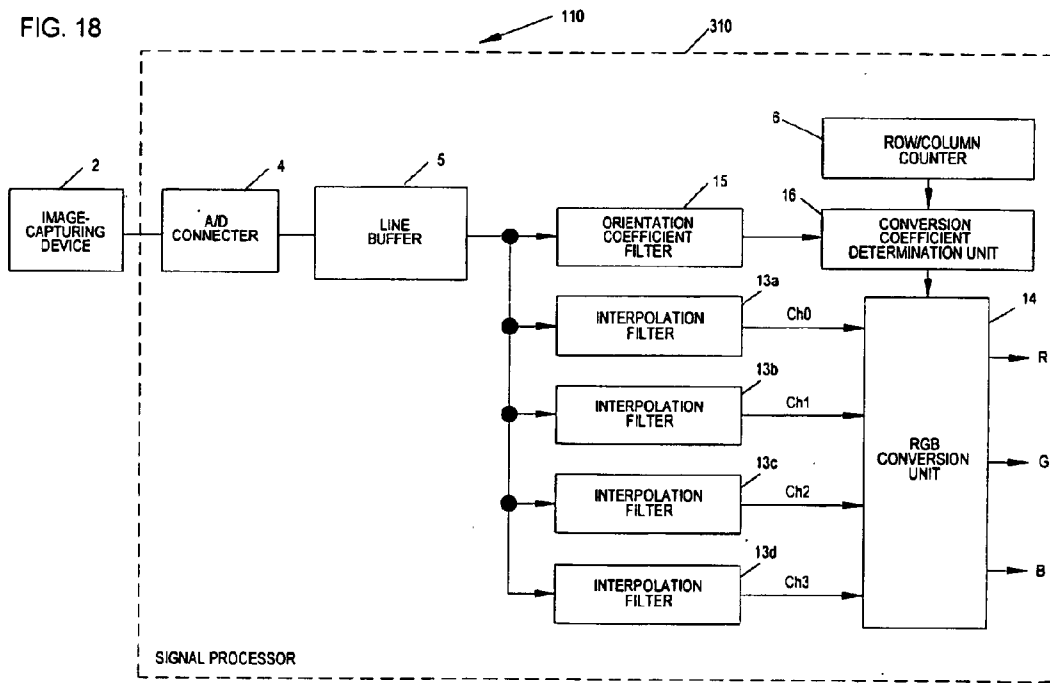 FIG. 18
110
310
6
ROW/COLUMN
COUNTER
2
IMAGE-
CAPTURING
DEVICE
4
A/D
CONNECTER
5
LINE
BUFFER
15
ORIENTATION
COEFFICIENT
FILTER
16
CONVERSION
COEFFICIENT
DETERMINATION UNIT
13a
INTERPOLATION
FILTER
Ch0
14
R
13b
INTERPOLATION
FILTER
Ch1
RGB
CONVERSION
UNIT
G
13c
INTERPOLATION
FILTER
Ch2
13d
INTERPOLATION
FILTER
Ch3
B
SIGNAL PROCESSOR